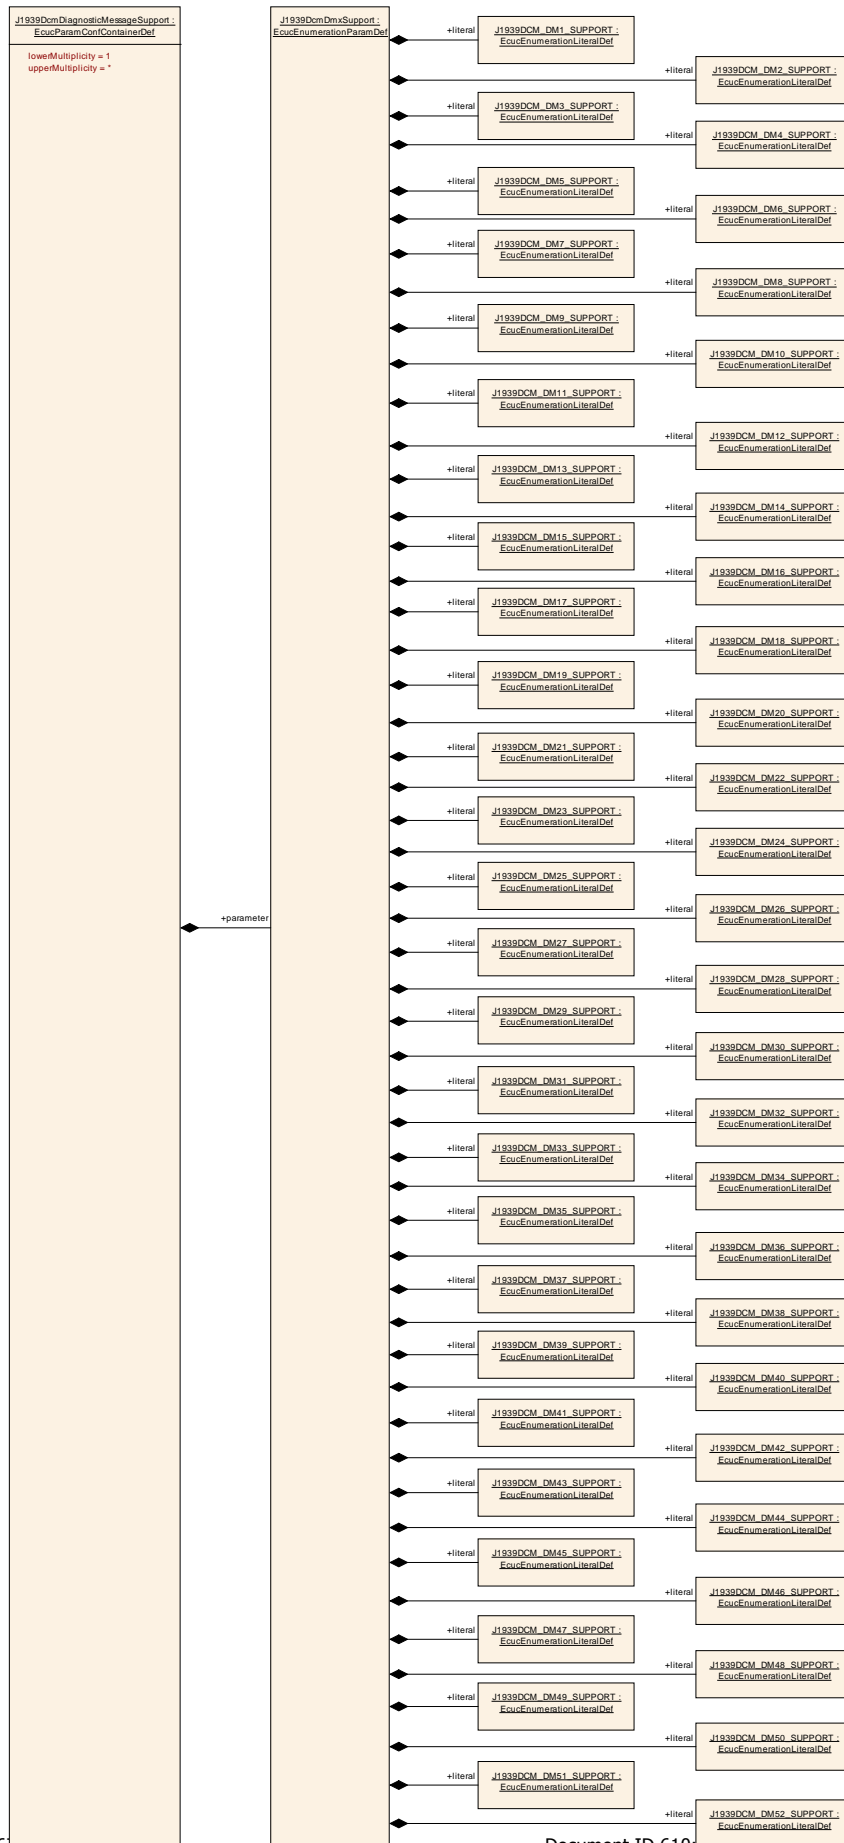 J1939DcmDiagnosticMessageSupport :
EcucParamConfContainerDef
lowerMultiplicity = 1
upperMultiplicity = *
+parameter
J1939DcmDmxSupport :
EcucEnumerationParamDef
+literal
J1939DCM_DM1_SUPPORT :
EcucEnumerationLiteralDef
+literal
J1939DCM_DM2_SUPPORT :
EcucEnumerationLiteralDef
+literal
J1939DCM_DM3_SUPPORT :
EcucEnumerationLiteralDef
+literal
J1939DCM_DM4_SUPPORT :
EcucEnumerationLiteralDef
+literal
J1939DCM_DM5_SUPPORT :
EcucEnumerationLiteralDef
+literal
J1939DCM_DM6_SUPPORT :
EcucEnumerationLiteralDef
+literal
J1939DCM_DM7_SUPPORT :
EcucEnumerationLiteralDef
+literal
J1939DCM_DM8_SUPPORT :
EcucEnumerationLiteralDef
+literal
J1939DCM_DM9_SUPPORT :
EcucEnumerationLiteralDef
+literal
J1939DCM_DM10_SUPPORT :
EcucEnumerationLiteralDef
+literal
J1939DCM_DM11_SUPPORT :
EcucEnumerationLiteralDef
+literal
J1939DCM_DM12_SUPPORT :
EcucEnumerationLiteralDef
+literal
J1939DCM_DM13_SUPPORT :
EcucEnumerationLiteralDef
+literal
J1939DCM_DM14_SUPPORT :
EcucEnumerationLiteralDef
+literal
J1939DCM_DM15_SUPPORT :
EcucEnumerationLiteralDef
+literal
J1939DCM_DM16_SUPPORT :
EcucEnumerationLiteralDef
+literal
J1939DCM_DM17_SUPPORT :
EcucEnumerationLiteralDef
+literal
J1939DCM_DM18_SUPPORT :
EcucEnumerationLiteralDef
+literal
J1939DCM_DM19_SUPPORT :
EcucEnumerationLiteralDef
+literal
J1939DCM_DM20_SUPPORT :
EcucEnumerationLiteralDef
+literal
J1939DCM_DM21_SUPPORT :
EcucEnumerationLiteralDef
+literal
J1939DCM_DM22_SUPPORT :
EcucEnumerationLiteralDef
+literal
J1939DCM_DM23_SUPPORT :
EcucEnumerationLiteralDef
+literal
J1939DCM_DM24_SUPPORT :
EcucEnumerationLiteralDef
+literal
J1939DCM_DM25_SUPPORT :
EcucEnumerationLiteralDef
+literal
J1939DCM_DM26_SUPPORT :
EcucEnumerationLiteralDef
+literal
J1939DCM_DM27_SUPPORT :
EcucEnumerationLiteralDef
+literal
J1939DCM_DM28_SUPPORT :
EcucEnumerationLiteralDef
+literal
J1939DCM_DM29_SUPPORT :
EcucEnumerationLiteralDef
+literal
J1939DCM_DM30_SUPPORT :
EcucEnumerationLiteralDef
+literal
J1939DCM_DM31_SUPPORT :
EcucEnumerationLiteralDef
+literal
J1939DCM_DM32_SUPPORT :
EcucEnumerationLiteralDef
+literal
J1939DCM_DM33_SUPPORT :
EcucEnumerationLiteralDef
+literal
J1939DCM_DM34_SUPPORT :
EcucEnumerationLiteralDef
+literal
J1939DCM_DM35_SUPPORT :
EcucEnumerationLiteralDef
+literal
J1939DCM_DM36_SUPPORT :
EcucEnumerationLiteralDef
+literal
J1939DCM_DM37_SUPPORT :
EcucEnumerationLiteralDef
+literal
J1939DCM_DM38_SUPPORT :
EcucEnumerationLiteralDef
+literal
J1939DCM_DM39_SUPPORT :
EcucEnumerationLiteralDef
+literal
J1939DCM_DM40_SUPPORT :
EcucEnumerationLiteralDef
+literal
J1939DCM_DM41_SUPPORT :
EcucEnumerationLiteralDef
+literal
J1939DCM_DM42_SUPPORT :
EcucEnumerationLiteralDef
+literal
J1939DCM_DM43_SUPPORT :
EcucEnumerationLiteralDef
+literal
J1939DCM_DM44_SUPPORT :
EcucEnumerationLiteralDef
+literal
J1939DCM_DM45_SUPPORT :
EcucEnumerationLiteralDef
+literal
J1939DCM_DM46_SUPPORT :
EcucEnumerationLiteralDef
+literal
J1939DCM_DM47_SUPPORT :
EcucEnumerationLiteralDef
+literal
J1939DCM_DM48_SUPPORT :
EcucEnumerationLiteralDef
+literal
J1939DCM_DM49_SUPPORT :
EcucEnumerationLiteralDef
+literal
J1939DCM_DM50_SUPPORT :
EcucEnumerationLiteralDef
+literal
J1939DCM_DM51_SUPPORT :
EcucEnumerationLiteralDef
+literal
J1939DCM_DM52_SUPPORT :
EcucEnumerationLiteralDef
Document ID 610